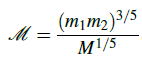 ℳ = (m₁m₂)^{3/5} / M^{1/5}